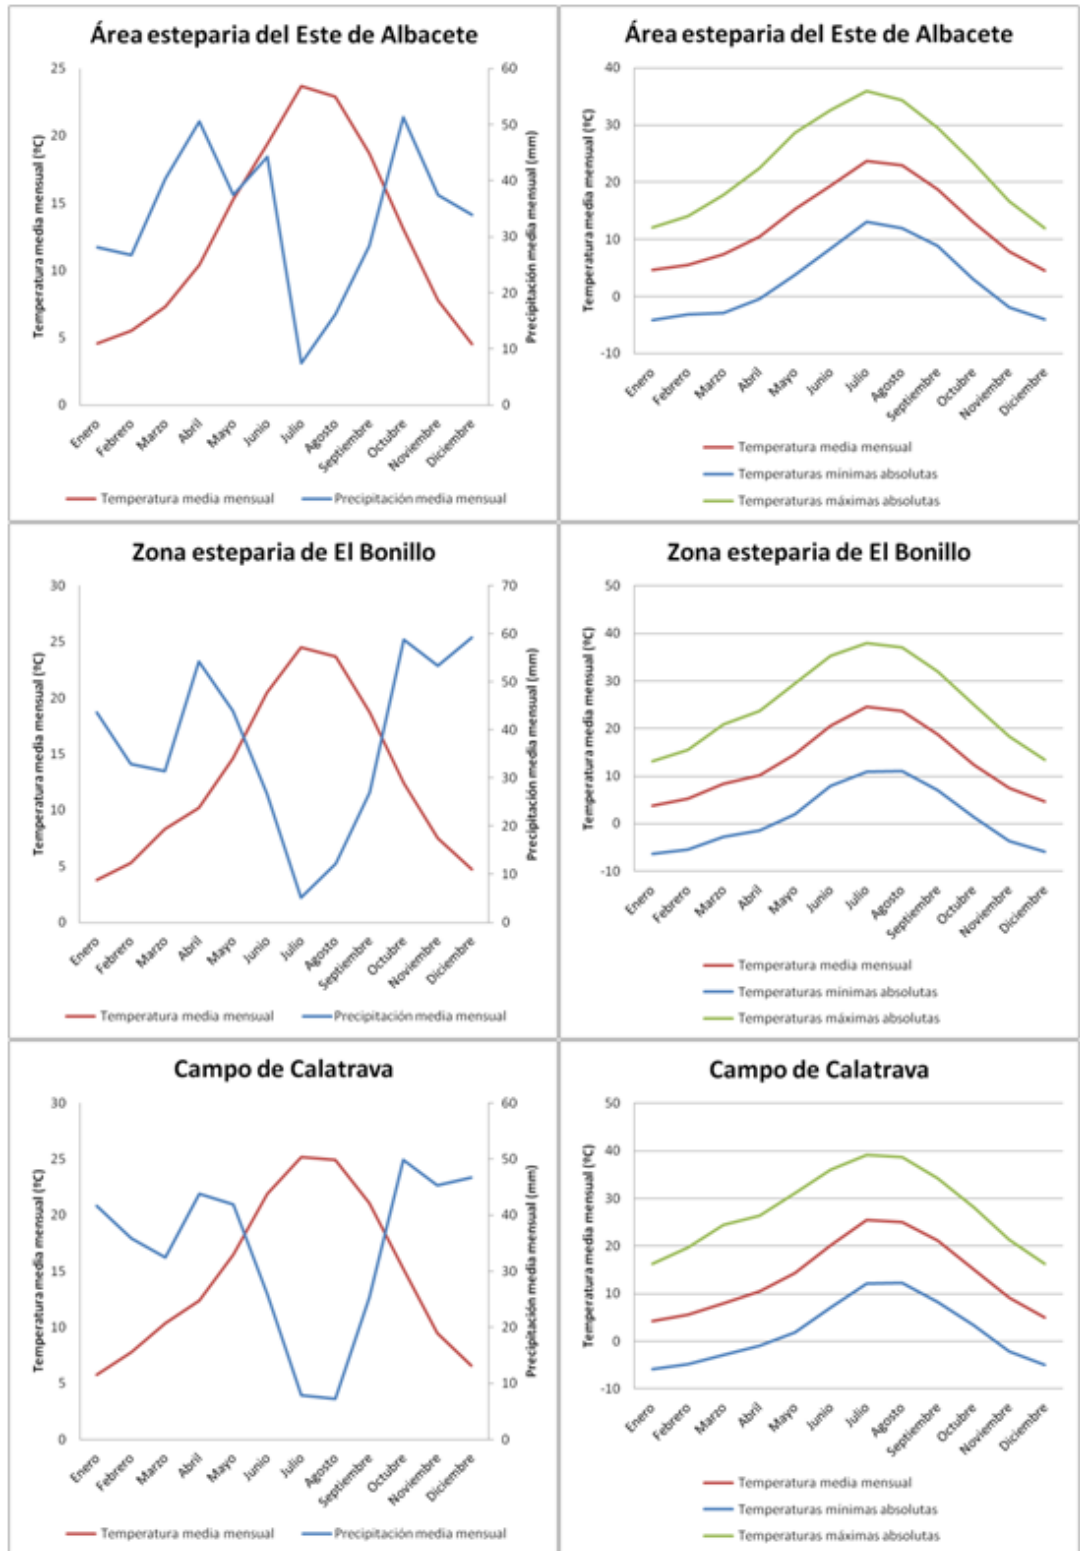 Área esteparia del Este de Albacete
25
20
15
10
5
0
Temperatura media mensual (ºC)
60
50
40
30
20
10
0
Precipitación media mensual (mm)
Enero
Febrero
Marzo
Abril
Mayo
Junio
Julio
Agosto
Septiembre
Octubre
Noviembre
Diciembre
Temperatura media mensual
Precipitación media mensual
Área esteparia del Este de Albacete
40
30
20
10
0
-10
Temperatura media mensual (ºC)
Enero
Febrero
Marzo
Abril
Mayo
Junio
Julio
Agosto
Septiembre
Octubre
Noviembre
Diciembre
Temperatura media mensual
Temperaturas mínimas absolutas
Temperaturas máximas absolutas
Zona esteparia de El Bonillo
30
25
20
15
10
5
0
Temperatura media mensual (ºC)
70
60
50
40
30
20
10
0
Precipitación media mensual (mm)
Enero
Febrero
Marzo
Abril
Mayo
Junio
Julio
Agosto
Septiembre
Octubre
Noviembre
Diciembre
Temperatura media mensual
Precipitación media mensual
Zona esteparia de El Bonillo
50
40
30
20
10
0
-10
Temperatura media mensual (ºC)
Enero
Febrero
Marzo
Abril
Mayo
Junio
Julio
Agosto
Septiembre
Octubre
Noviembre
Diciembre
Temperatura media mensual
Temperaturas mínimas absolutas
Temperaturas máximas absolutas
Campo de Calatrava
30
25
20
15
10
5
0
Temperatura media mensual (ºC)
60
50
40
30
20
10
0
Precipitación media mensual (mm)
Enero
Febrero
Marzo
Abril
Mayo
Junio
Julio
Agosto
Septiembre
Octubre
Noviembre
Diciembre
Temperatura media mensual
Precipitación media mensual
Campo de Calatrava
50
40
30
20
10
0
-10
Temperatura media mensual (ºC)
Enero
Febrero
Marzo
Abril
Mayo
Junio
Julio
Agosto
Septiembre
Octubre
Noviembre
Diciembre
Temperatura media mensual
Temperaturas mínimas absolutas
Temperaturas máximas absolutas